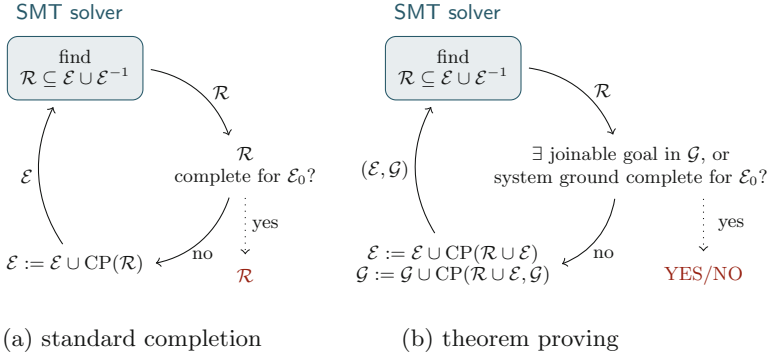 SMT solver
find
ℛ ⊆ ℰ ∪ ℰ⁻¹
ℛ
ℛ
complete for ℰ₀?
ℰ
yes
no
ℰ := ℰ ∪ CP(ℛ)
ℛ
(a) standard completion
SMT solver
find
ℛ ⊆ ℰ ∪ ℰ⁻¹
ℛ
∃ joinable goal in 𝒢, or
system ground complete for ℰ₀?
(ℰ, 𝒢)
yes
no
ℰ := ℰ ∪ CP(ℛ ∪ ℰ)
𝒢 := 𝒢 ∪ CP(ℛ ∪ ℰ, 𝒢)
YES/NO
(b) theorem proving